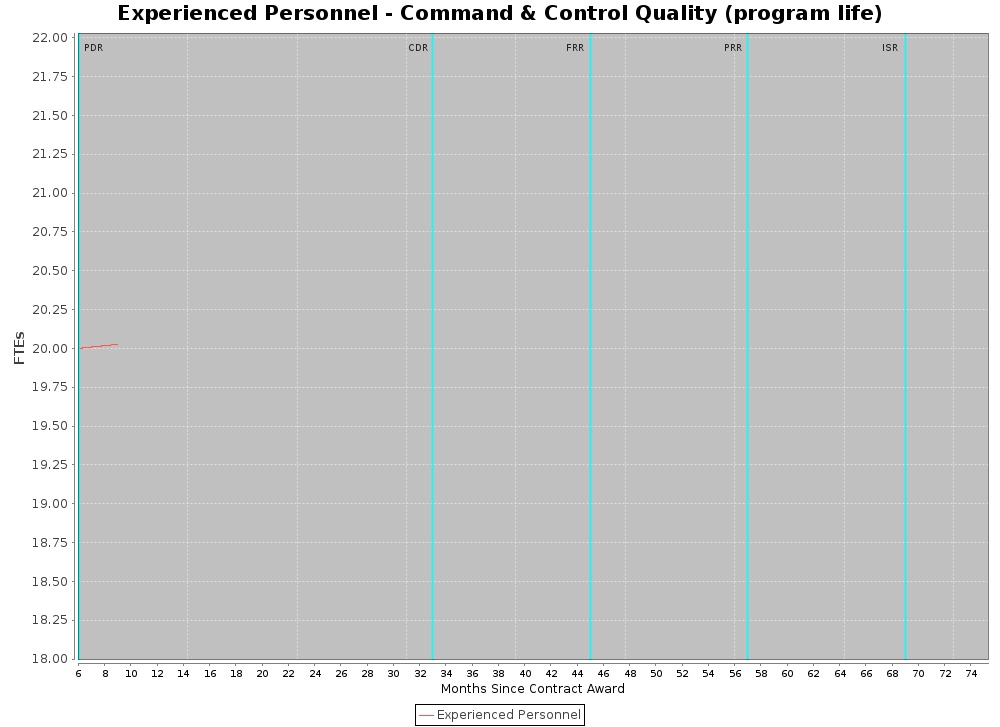 Experienced Personnel - Command & Control Quality (program life)
22.00
21.75
21.50
21.25
21.00
20.75
20.50
20.25
20.00
19.75
19.50
19.25
19.00
18.75
18.50
18.25
18.00
FTEs
PDR CDR FRR PRR ISR
6 8 10 12 14 16 18 20 22 24 26 28 30 32 34 36 38 40 42 44 46 48 50 52 54 56 58 60 62 64 66 68 70 72 74
Months Since Contract Award
Experienced Personnel